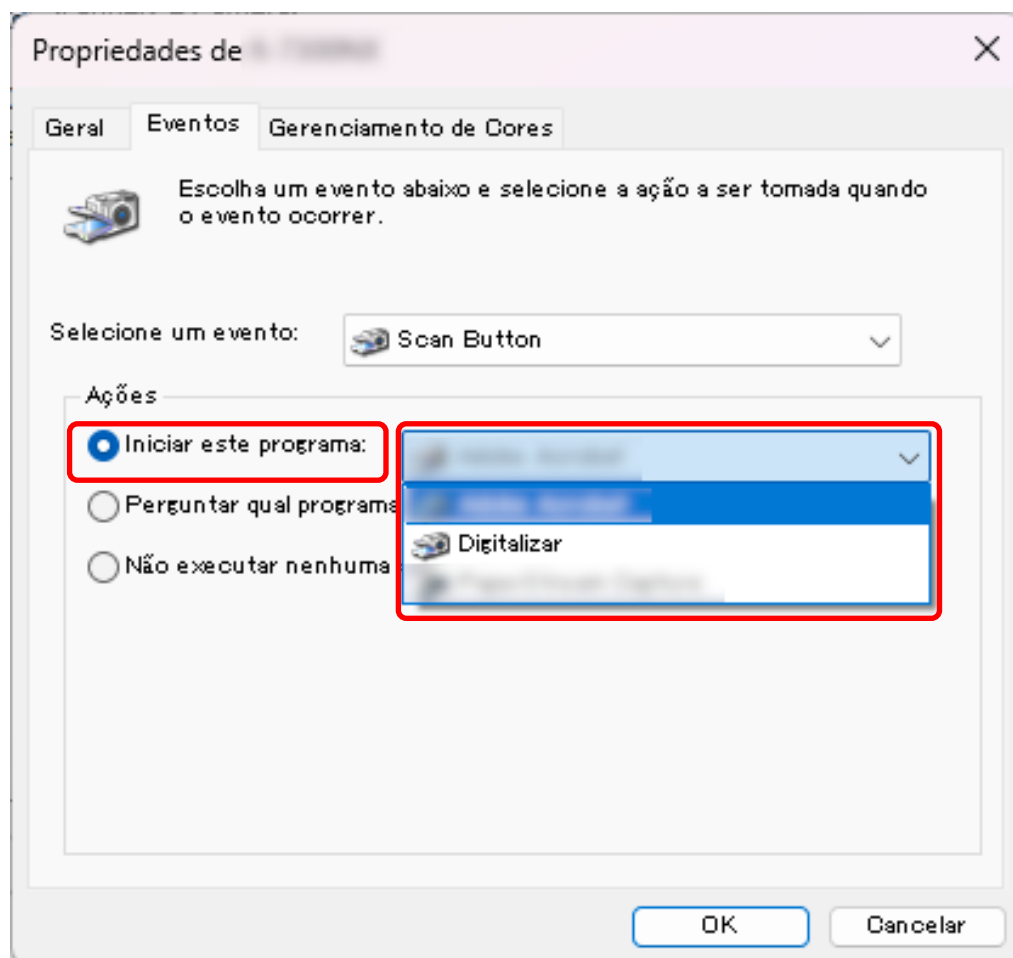 Propriedades de
Geral
Eventos
Gerenciamento de Cores
Escolha um evento abaixo e selecione a ação a ser tomada quando
o evento ocorrer.
Selecione um evento:
Scan Button
Ações
Iniciar este programa:
Perguntar qual programa
Digitalizar
Não executar nenhuma
OK
Cancelar